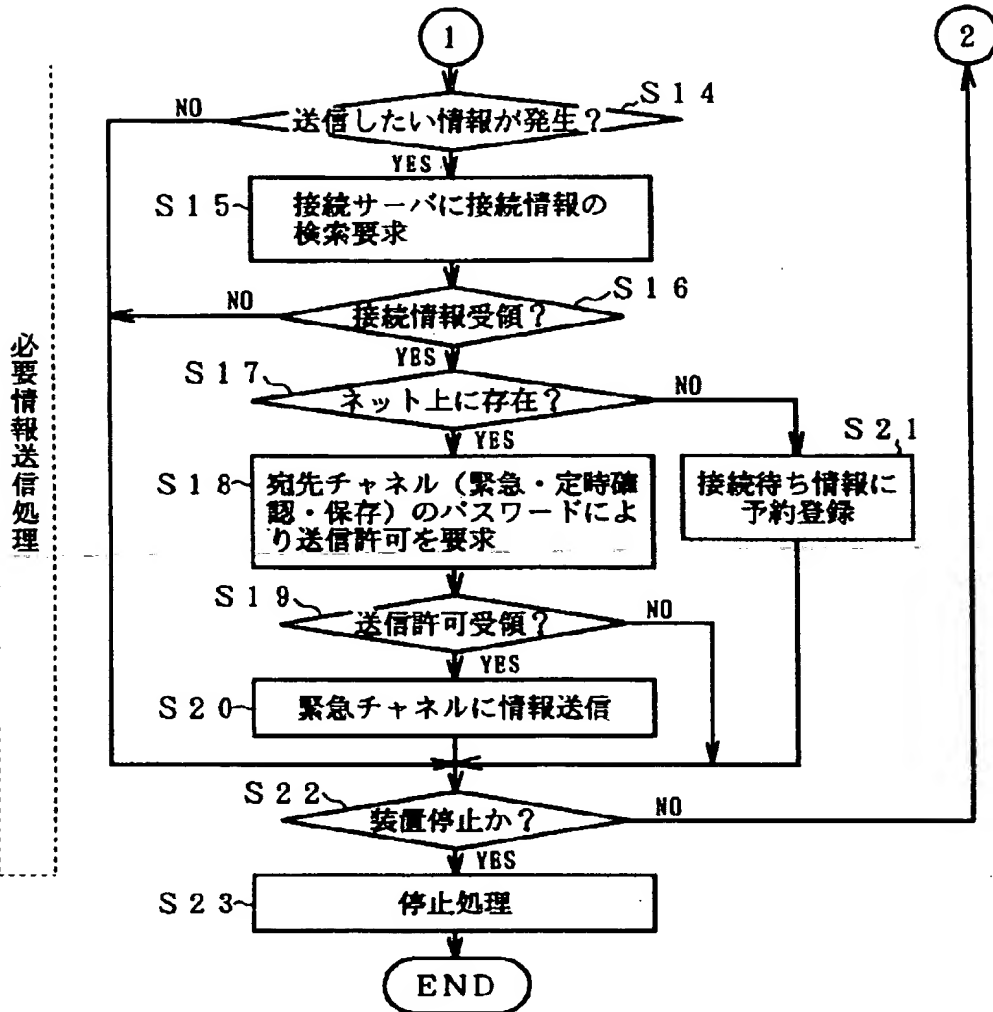 1
2
S14
NO
送信したい情報が発生?
YES
S15
接続サーバに接続情報の
検索要求
S16
NO
接続情報受領?
YES
S17
ネット上に存在?
NO
YES
S21
接続待ち情報に
予約登録
S18
宛先チャネル(緊急・定時確
認・保存)のパスワードによ
り送信許可を要求
S19
送信許可受領?
NO
YES
S20
緊急チャネルに情報送信
S22
装置停止か?
NO
YES
S23
停止処理
END
必要情報送信処理